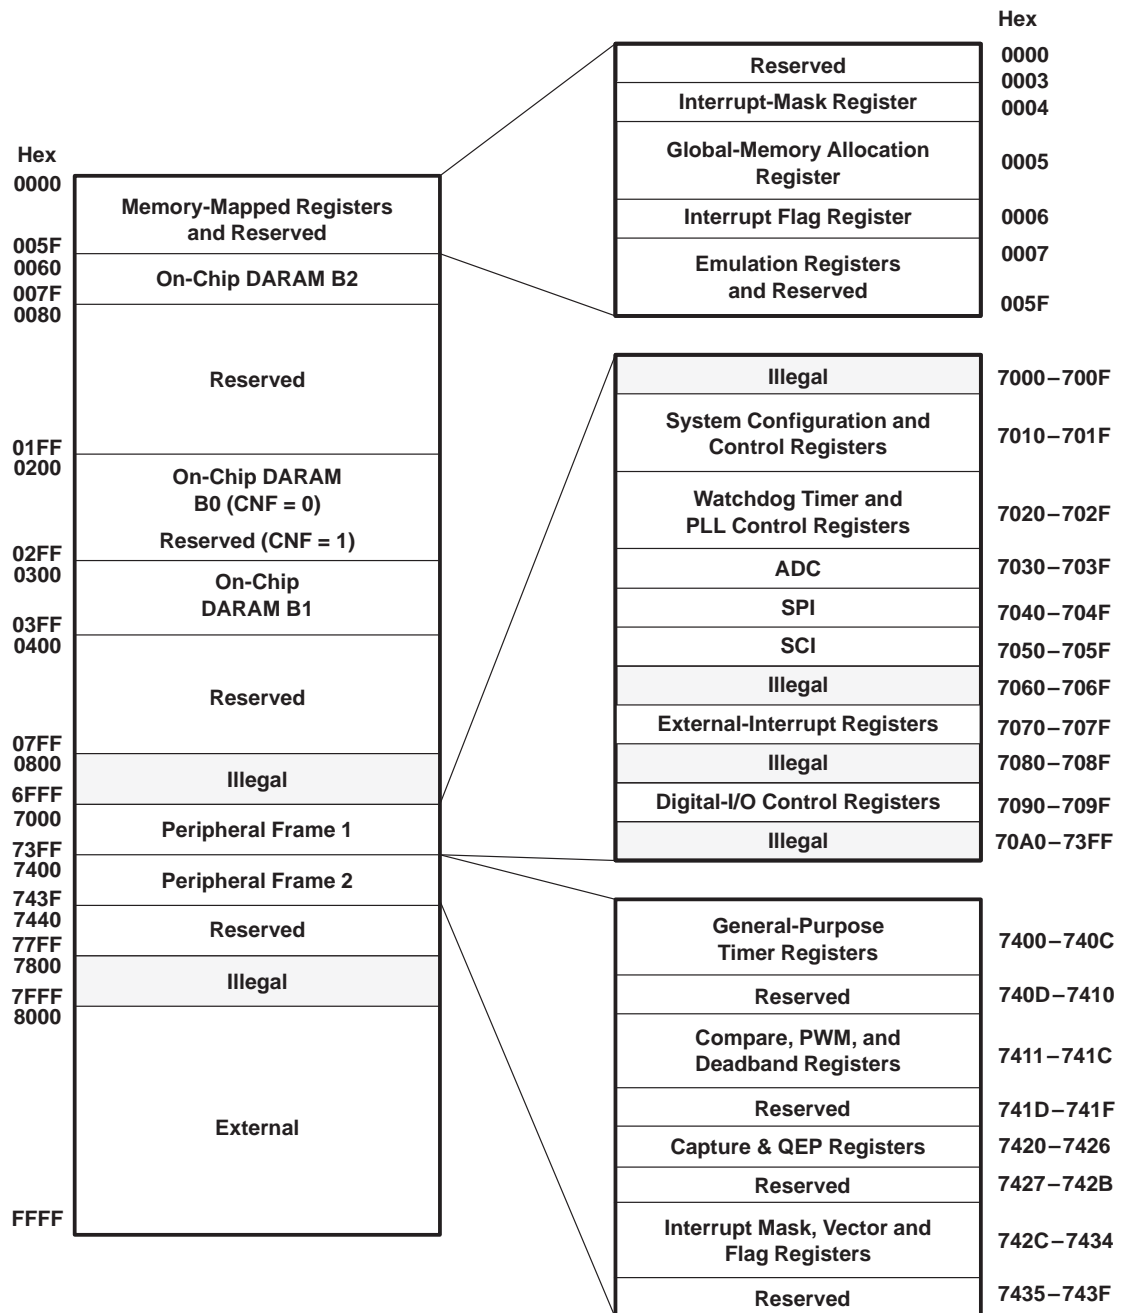 Hex
0000
Memory-Mapped Registers
and Reserved
005F
0060
On-Chip DARAM B2
007F
0080
Reserved
01FF
0200
On-Chip DARAM
B0 (CNF = 0)
Reserved (CNF = 1)
02FF
0300
On-Chip
DARAM B1
03FF
0400
Reserved
07FF
0800
Illegal
6FFF
7000
Peripheral Frame 1
73FF
7400
Peripheral Frame 2
743F
7440
Reserved
77FF
7800
Illegal
7FFF
8000
External
FFFF
Hex
0000
Reserved
0003
Interrupt-Mask Register 0004
Global-Memory Allocation
Register
0005
Interrupt Flag Register 0006
0007
Emulation Registers
and Reserved
005F
Illegal 7000–700F
System Configuration and
Control Registers
7010–701F
Watchdog Timer and
PLL Control Registers
7020–702F
ADC 7030–703F
SPI 7040–704F
SCI 7050–705F
Illegal 7060–706F
External-Interrupt Registers 7070–707F
Illegal 7080–708F
Digital-I/O Control Registers 7090–709F
Illegal 70A0–73FF
General-Purpose
Timer Registers
7400–740C
Reserved 740D–7410
Compare, PWM, and
Deadband Registers
7411–741C
Reserved 741D–741F
Capture & QEP Registers 7420–7426
Reserved 7427–742B
Interrupt Mask, Vector and
Flag Registers
742C–7434
Reserved 7435–743F